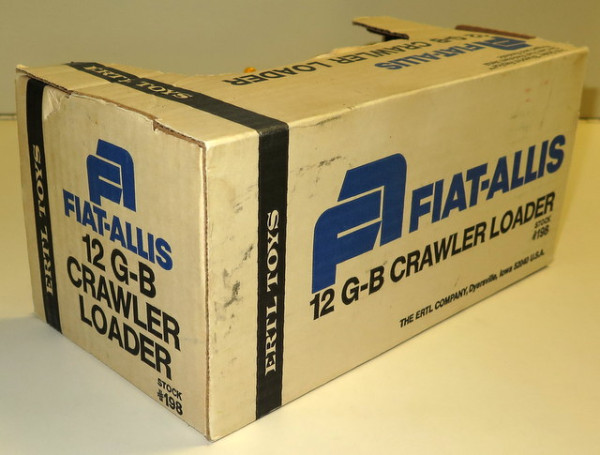 ERTL TOYS
FIAT-ALLIS
12 G-B CRAWLER LOADER
ERTL TOYS
FIAT-ALLIS
12 G-B
CRAWLER
LOADER
STOCK
#198
ERTL TOYS
FIAT-ALLIS
12 G-B CRAWLER LOADER
STOCK
#198
THE ERTL COMPANY, Dyersville, Iowa 52040 U.S.A.